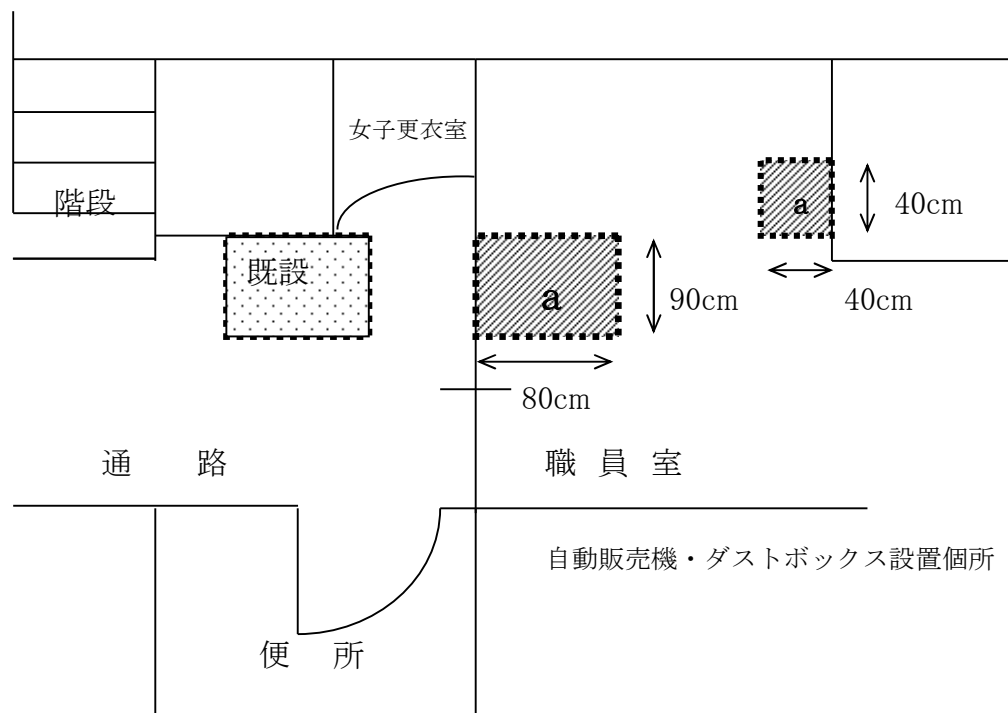 女子更衣室
階段
a
40cm
既設
a
90cm
40cm
80cm
通 路
職 員 室
自動販売機・ダストボックス設置個所
便 所